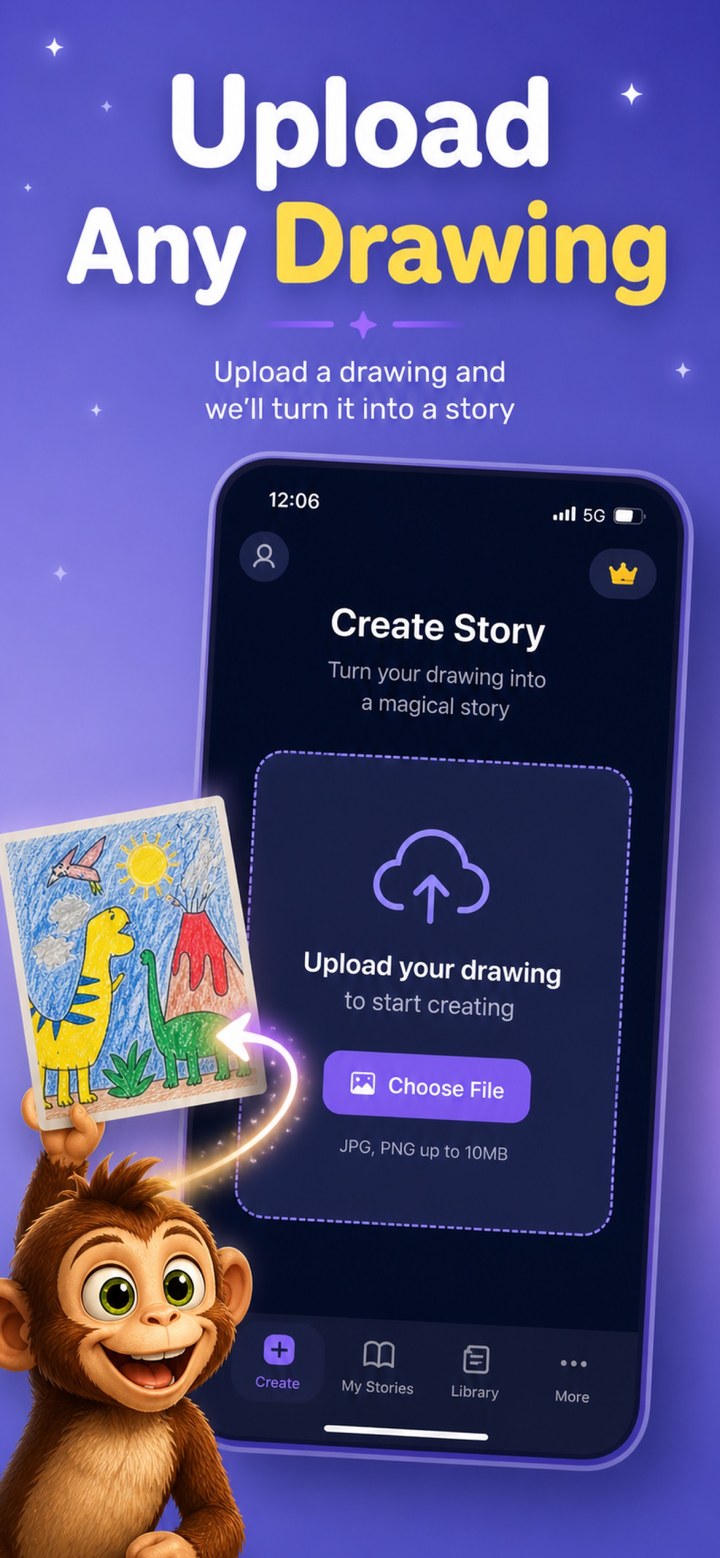 Upload
Any Drawing
Upload a drawing and
we'll turn it into a story
12:06
5G
Create Story
Turn your drawing into
a magical story
Upload your drawing
to start creating
Choose File
JPG, PNG up to 10MB
Create
My Stories
Library
More